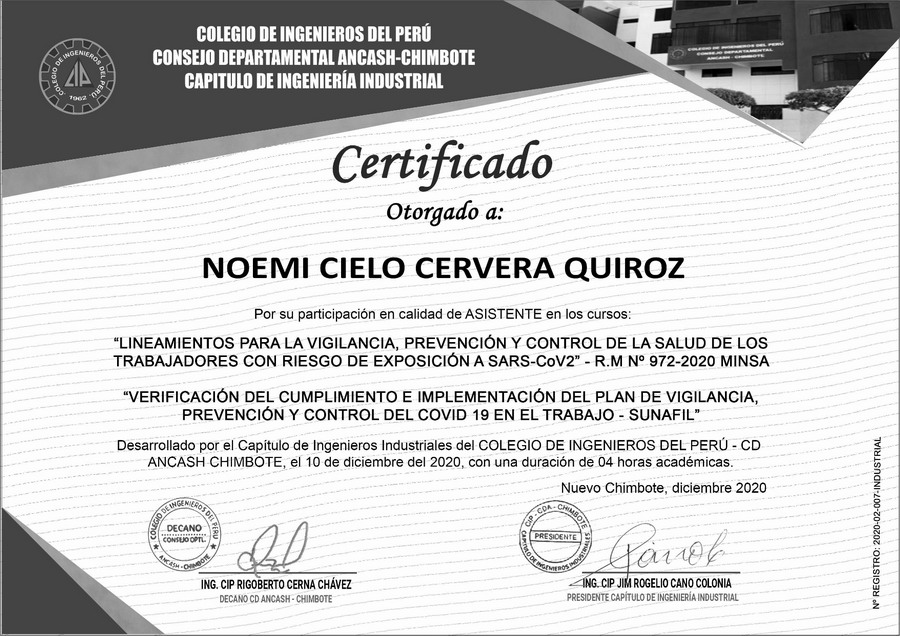 COLEGIO DE INGENIEROS DEL PERÚ
CONSEJO DEPARTAMENTAL ANCASH-CHIMBOTE
CAPITULO DE INGENIERÍA INDUSTRIAL
COLEGIO DE INGENIEROS DEL PERÚ
1962
COLEGIO DE INGENIEROS DEL PERÚ
CONSEJO DEPARTAMENTAL
ANCASH - CHIMBOTE
Certificado
Otorgado a:
NOEMI CIELO CERVERA QUIROZ
Por su participación en calidad de ASISTENTE en los cursos:
“LINEAMIENTOS PARA LA VIGILANCIA, PREVENCIÓN Y CONTROL DE LA SALUD DE LOS
TRABAJADORES CON RIESGO DE EXPOSICIÓN A SARS-CoV2” - R.M Nº 972-2020 MINSA
“VERIFICACIÓN DEL CUMPLIMIENTO E IMPLEMENTACIÓN DEL PLAN DE VIGILANCIA,
PREVENCIÓN Y CONTROL DEL COVID 19 EN EL TRABAJO - SUNAFIL”
Desarrollado por el Capítulo de Ingenieros Industriales del COLEGIO DE INGENIEROS DEL PERÚ - CD
ANCASH CHIMBOTE, el 10 de diciembre del 2020, con una duración de 04 horas académicas.
Nuevo Chimbote, diciembre 2020
COLEGIO DE INGENIEROS DEL PERU
DECANO
CONSEJO DPTL.
ANCASH - CHIMBOTE
CIP - CDA - CHIMBOTE
PRESIDENTE
CAPITULO DE INGENIEROS INDUSTRIALES
ING. CIP RIGOBERTO CERNA CHÁVEZ
DECANO CD ANCASH - CHIMBOTE
ING. CIP JIM ROGELIO CANO COLONIA
PRESIDENTE CAPÍTULO DE INGENIERÍA INDUSTRIAL
Nº REGISTRO: 2020-02-007-INDUSTRIAL